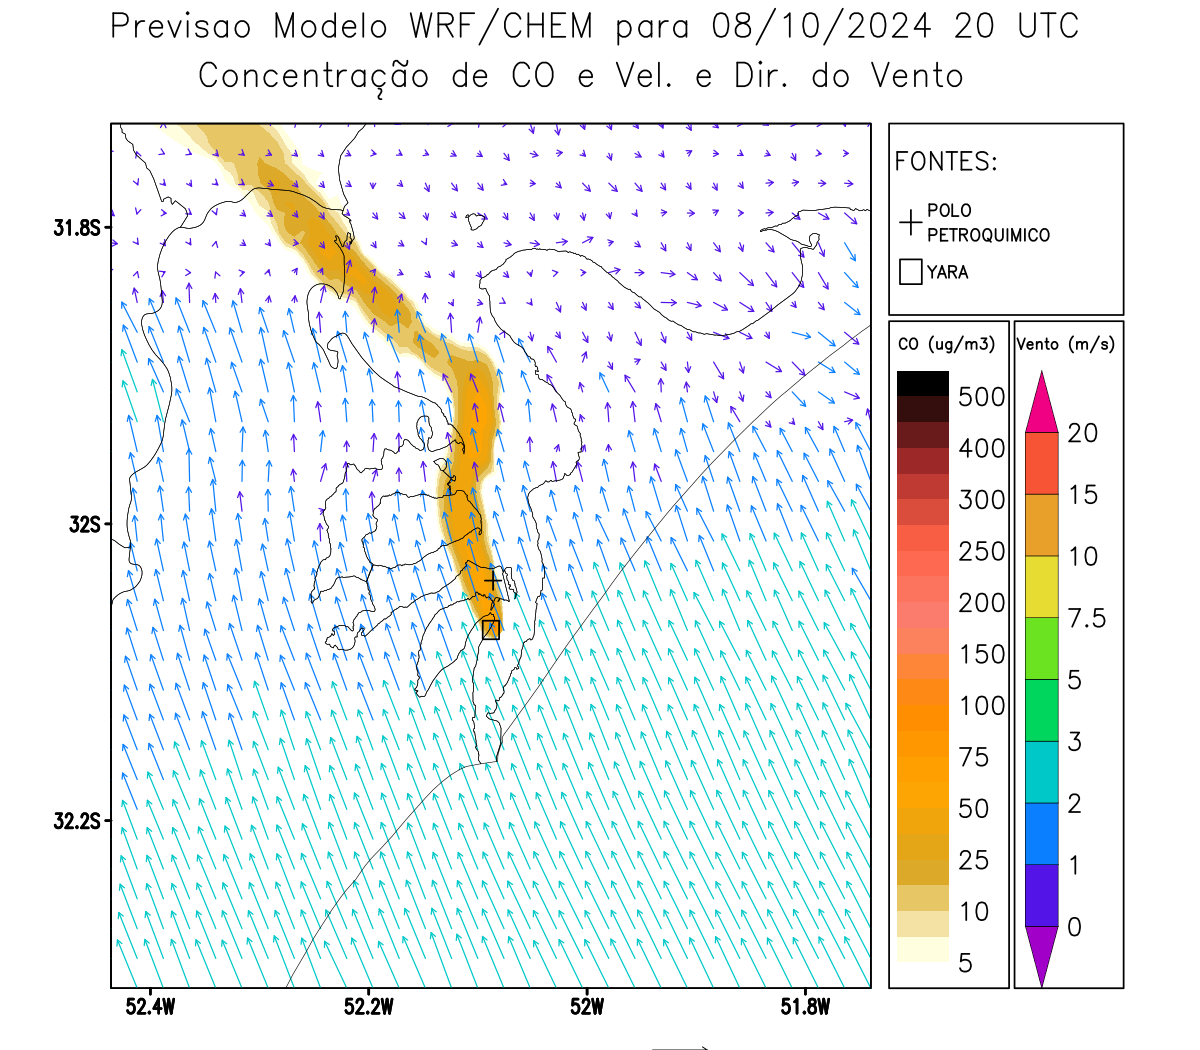 Previsao Modelo WRF/CHEM para 08/10/2024 20 UTC
Concentração de CO e Vel. e Dir. do Vento
FONTES:
POLO
PETROQUIMICO
YARA
CO (ug/m3)
500
400
300
250
200
150
100
75
50
25
10
5
Vento (m/s)
20
15
10
7.5
5
3
2
1
0
31.8S
32S
32.2S
52.4W
52.2W
52W
51.8W